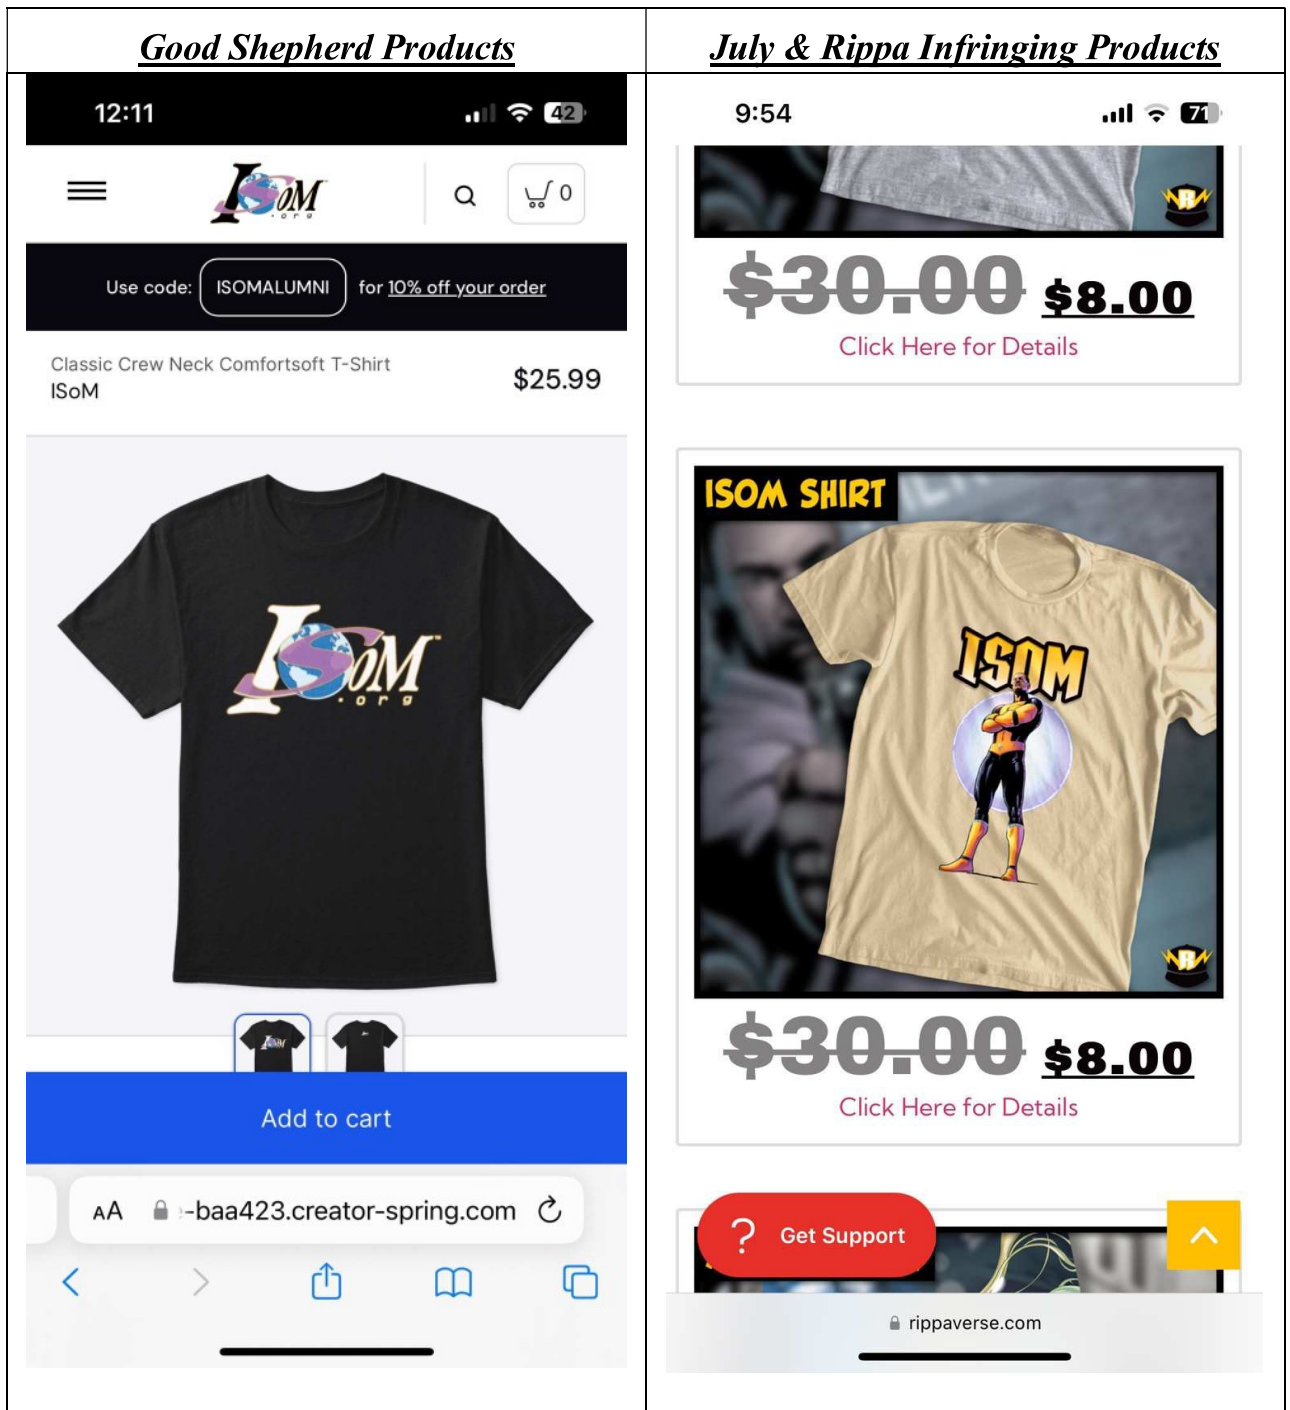 Good Shepherd Products
July & Rippa Infringing Products
12:11
42
ISoM
.org
0
Use code: ISOMALUMNI for 10% off your order
Classic Crew Neck Comfortsoft T-Shirt
ISoM
$25.99
ISoM™
.org
Add to cart
AA -baa423.creator-spring.com
9:54
71
R
$30.00 $8.00
Click Here for Details
ISOM SHIRT
ISOM
R
$30.00 $8.00
Click Here for Details
? Get Support
rippaverse.com